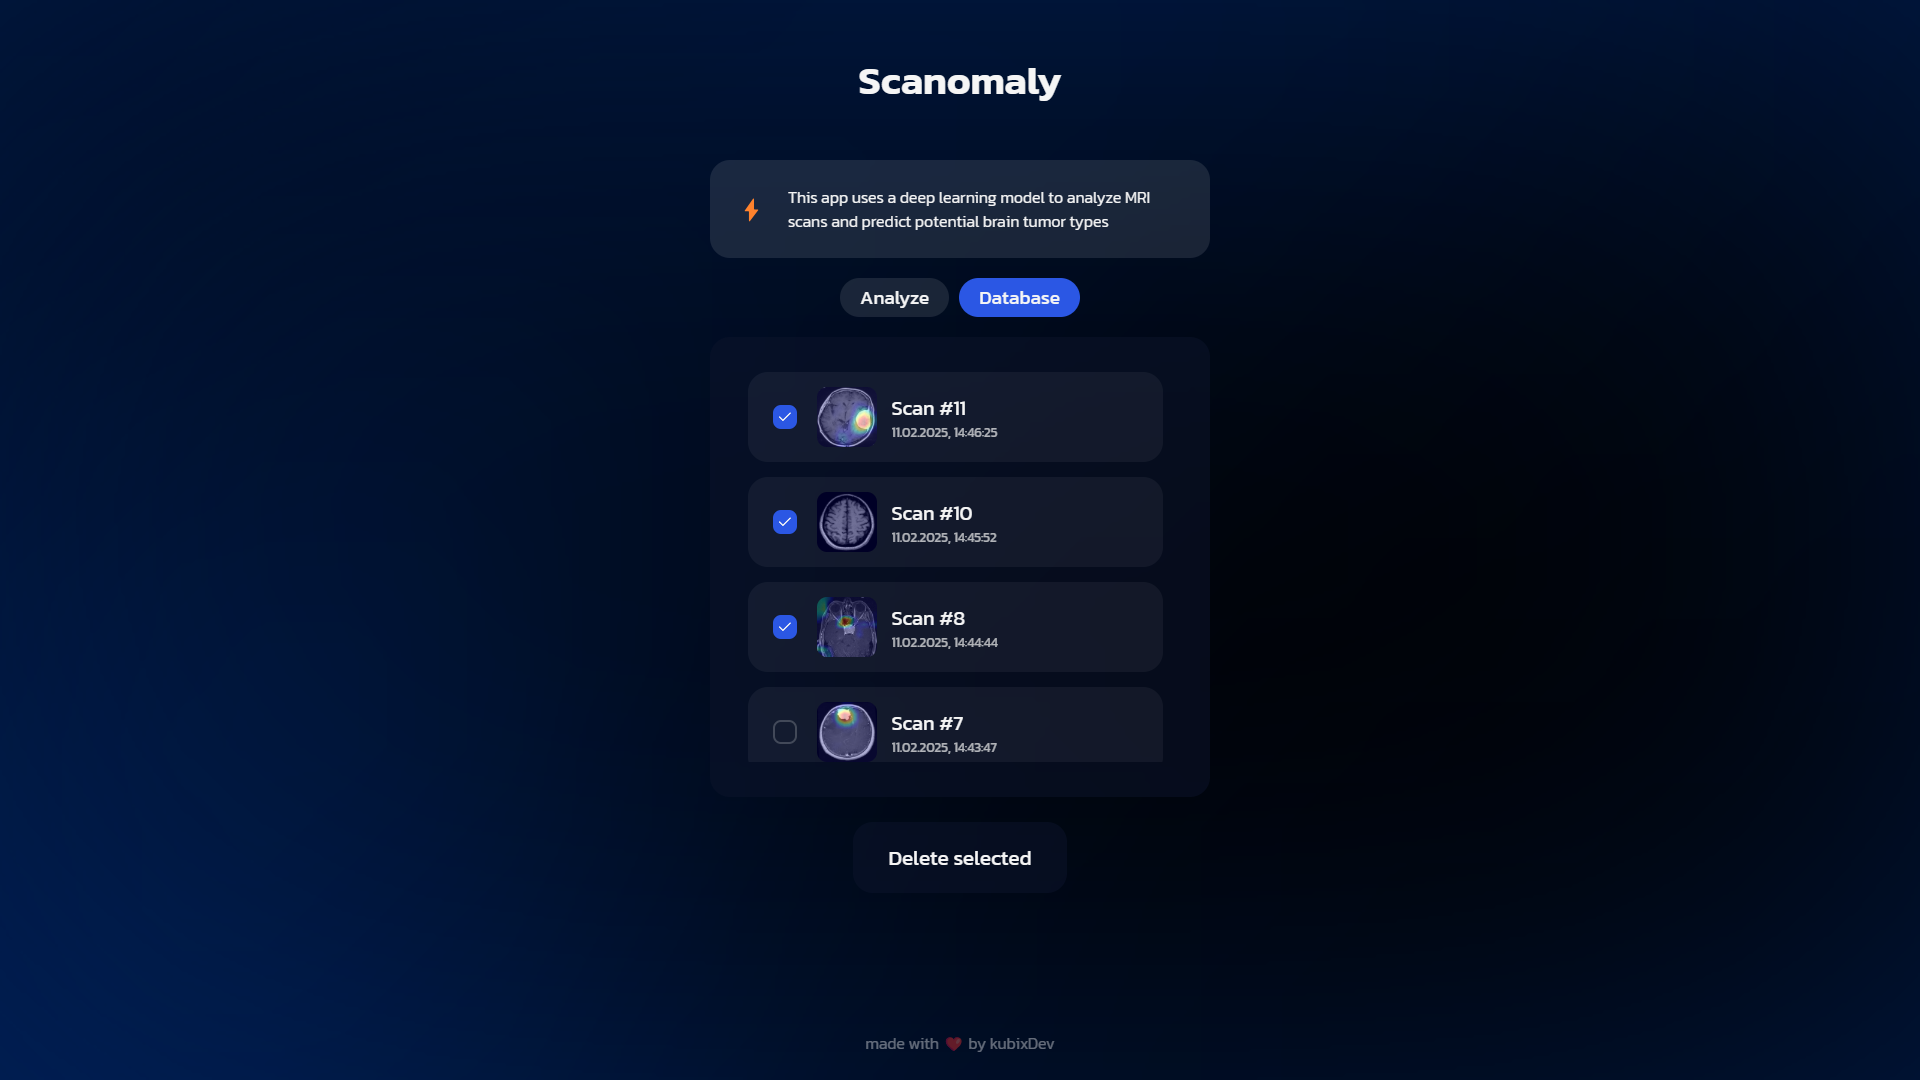 Scanomaly
This app uses a deep learning model to analyze MRI
scans and predict potential brain tumor types
Analyze
Database
Scan #11
11.02.2025, 14:46:25
Scan #10
11.02.2025, 14:45:52
Scan #8
11.02.2025, 14:44:44
Scan #7
11.02.2025, 14:43:47
Delete selected
made with ❤️ by kubixDev